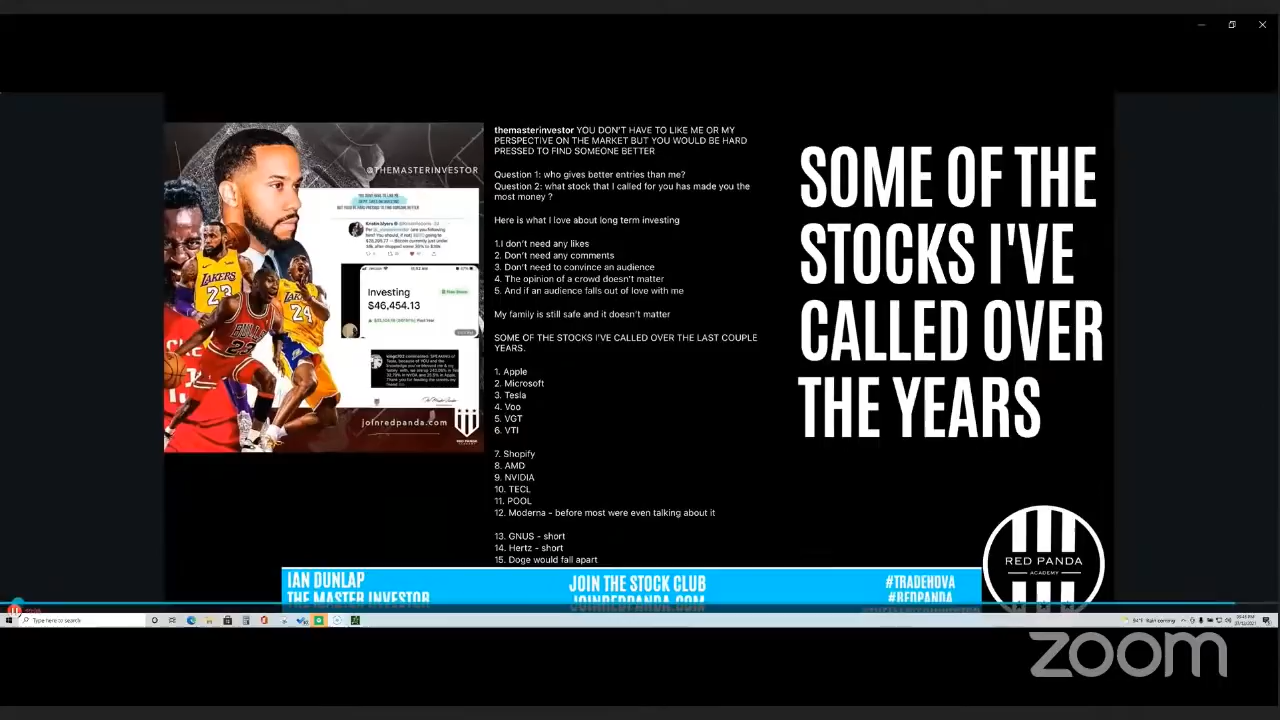 @THEMASTERINVESTOR
Investing
$46,454.13
LAKERS
23
LAKERS
24
23
joinredpanda.com
RED PANDA
themasterinvestor YOU DON'T HAVE TO LIKE ME OR MY
PERSPECTIVE ON THE MARKET BUT YOU WOULD BE HARD
PRESSED TO FIND SOMEONE BETTER
Question 1: who gives better entries than me?
Question 2: what stock that I called for you has made you the
most money ?
Here is what I love about long term investing
1.I don't need any likes
2. Don't need any comments
3. Don't need to convince an audience
4. The opinion of a crowd doesn't matter
5. And if an audience falls out of love with me
My family is still safe and it doesn't matter
SOME OF THE STOCKS I'VE CALLED OVER THE LAST COUPLE
YEARS.
1. Apple
2. Microsoft
3. Tesla
4. Voo
5. VGT
6. VTI
7. Shopify
8. AMD
9. NVIDIA
10. TECL
11. POOL
12. Moderna - before most were even talking about it
13. GNUS - short
14. Hertz - short
15. Doge would fall apart
SOME OF THE
STOCKS I'VE
CALLED OVER
THE YEARS
RED PANDA
ACADEMY
IAN DUNLAP
THE MASTER INVESTOR
JOIN THE STOCK CLUB
JOINREDPANDA.COM
#TRADEHOVA
#REDPANDA
Type here to search
zoom